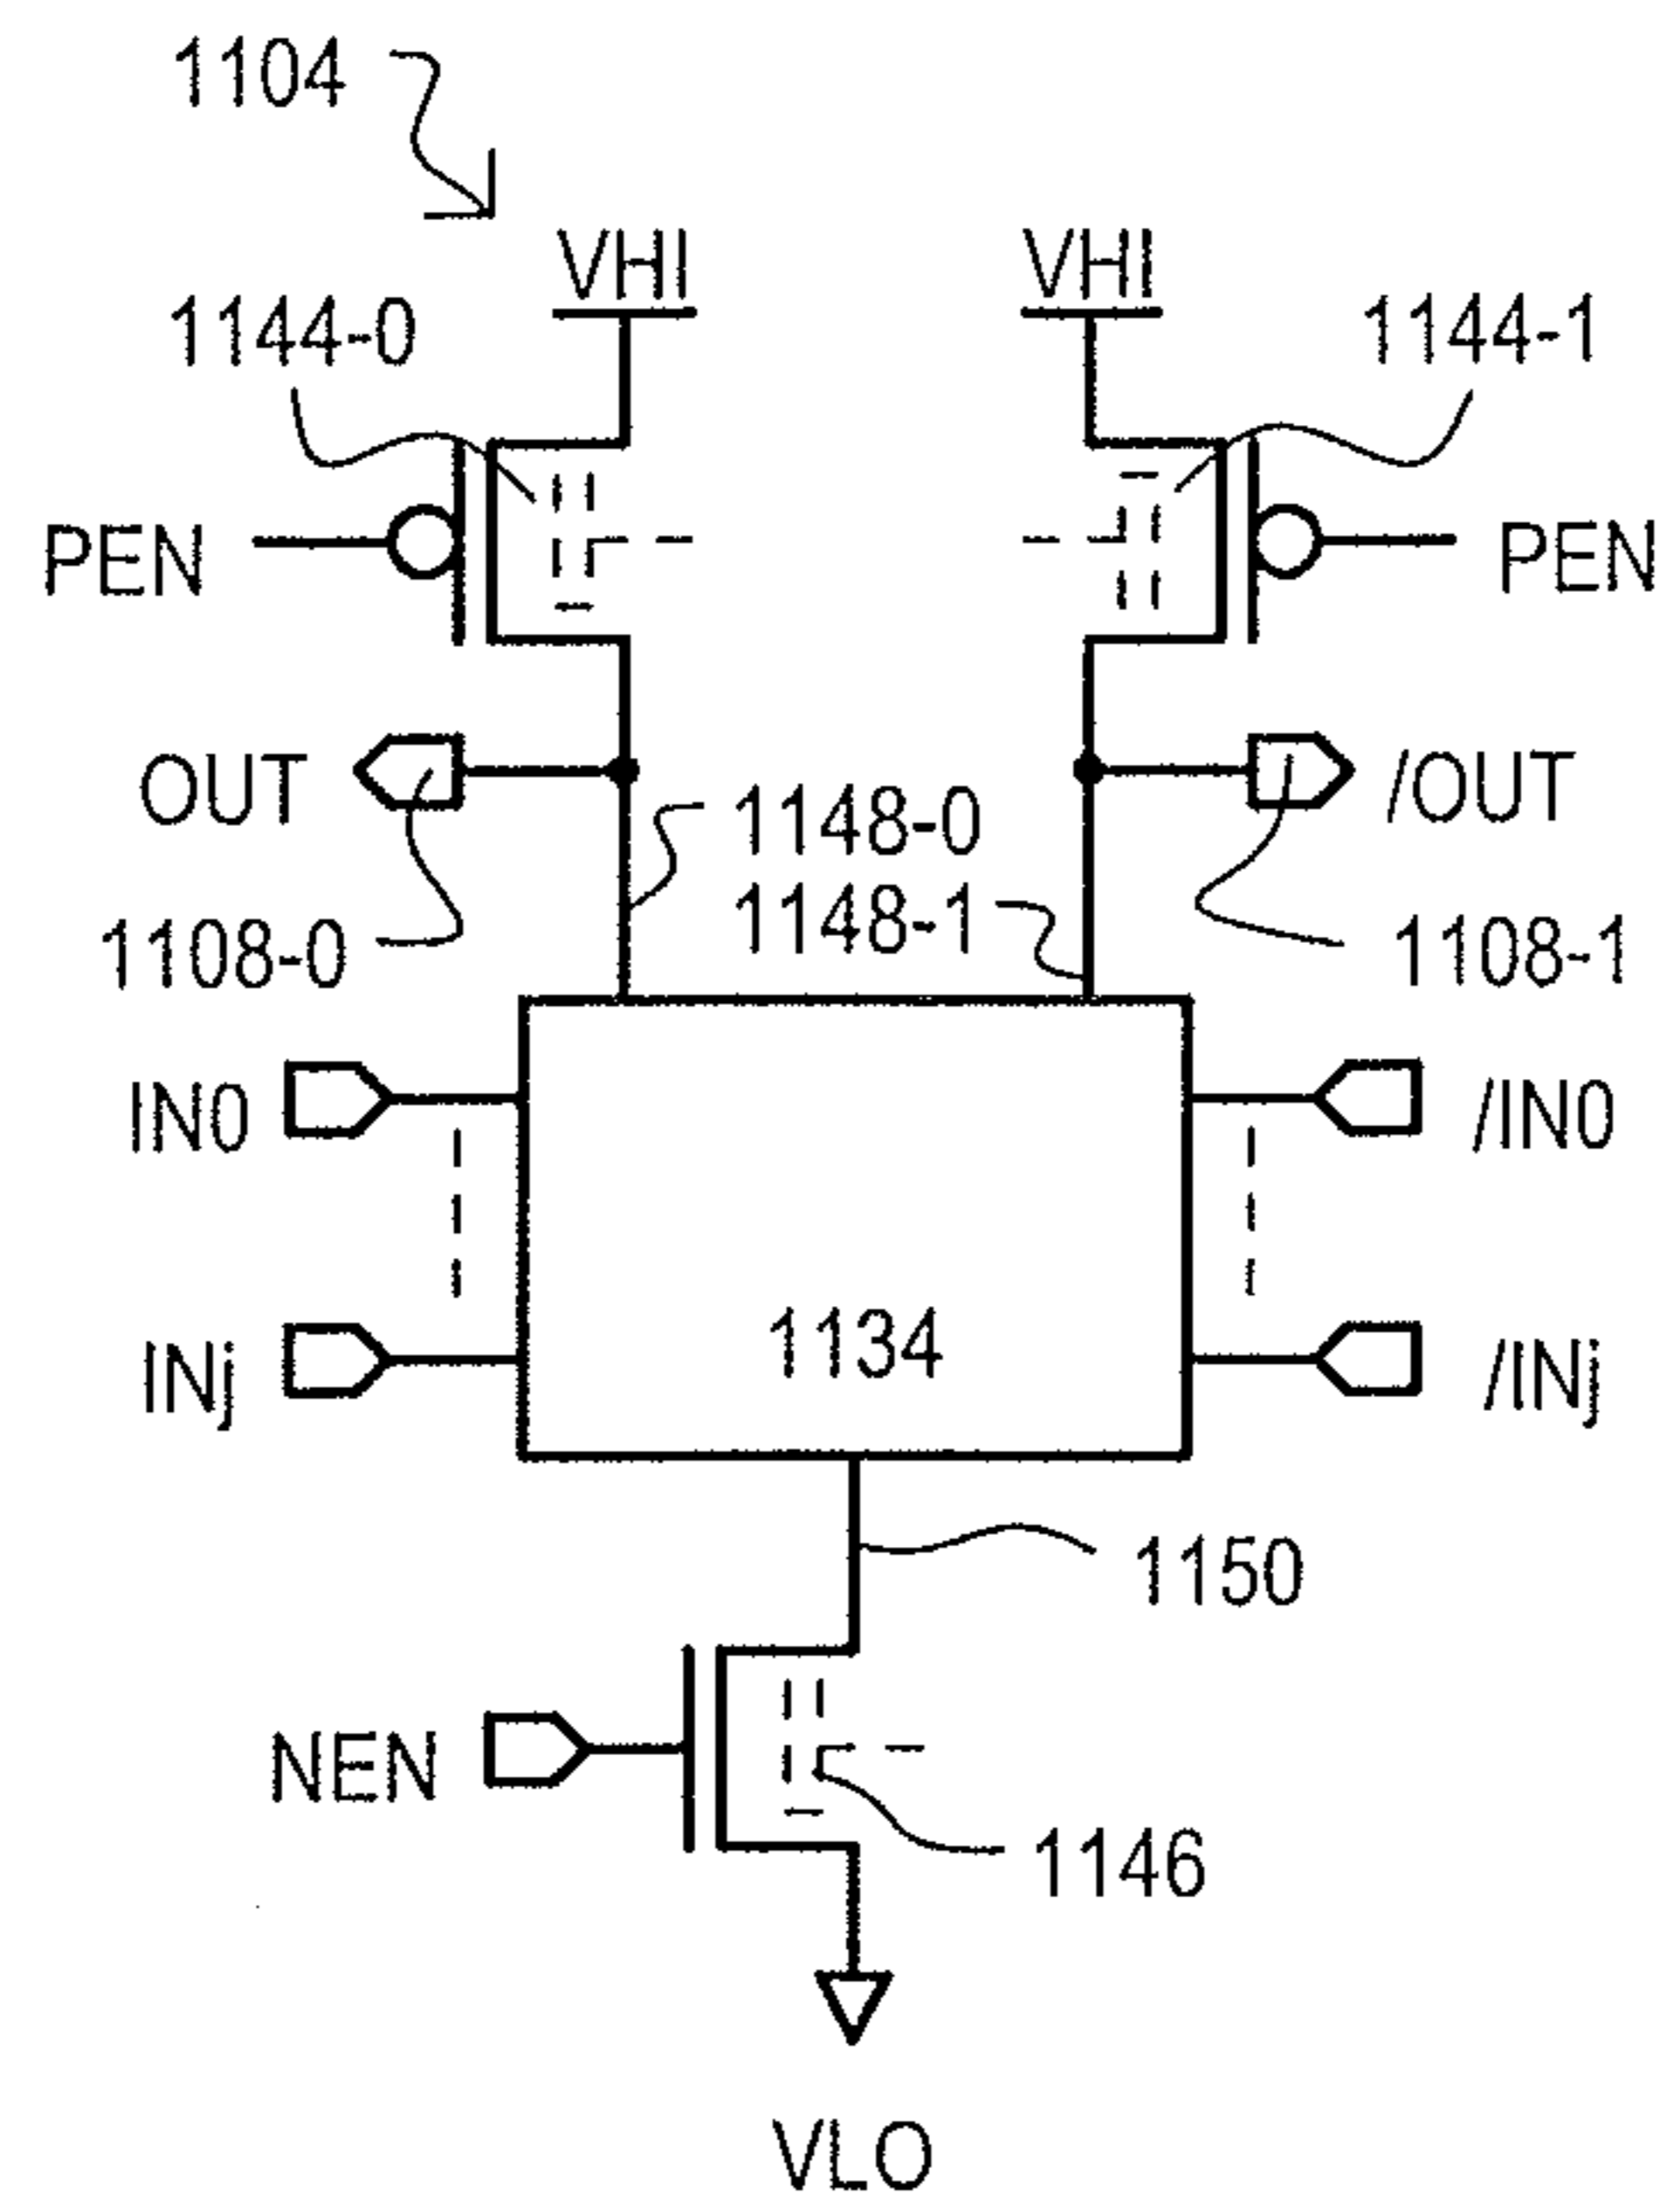 1104
VHI VHI
1144-0 1144-1
PEN PEN
OUT /OUT
1148-0
1148-1
1108-0 1108-1
IN0 /IN0
INj /INj
1134
1150
NEN
1146
VLO